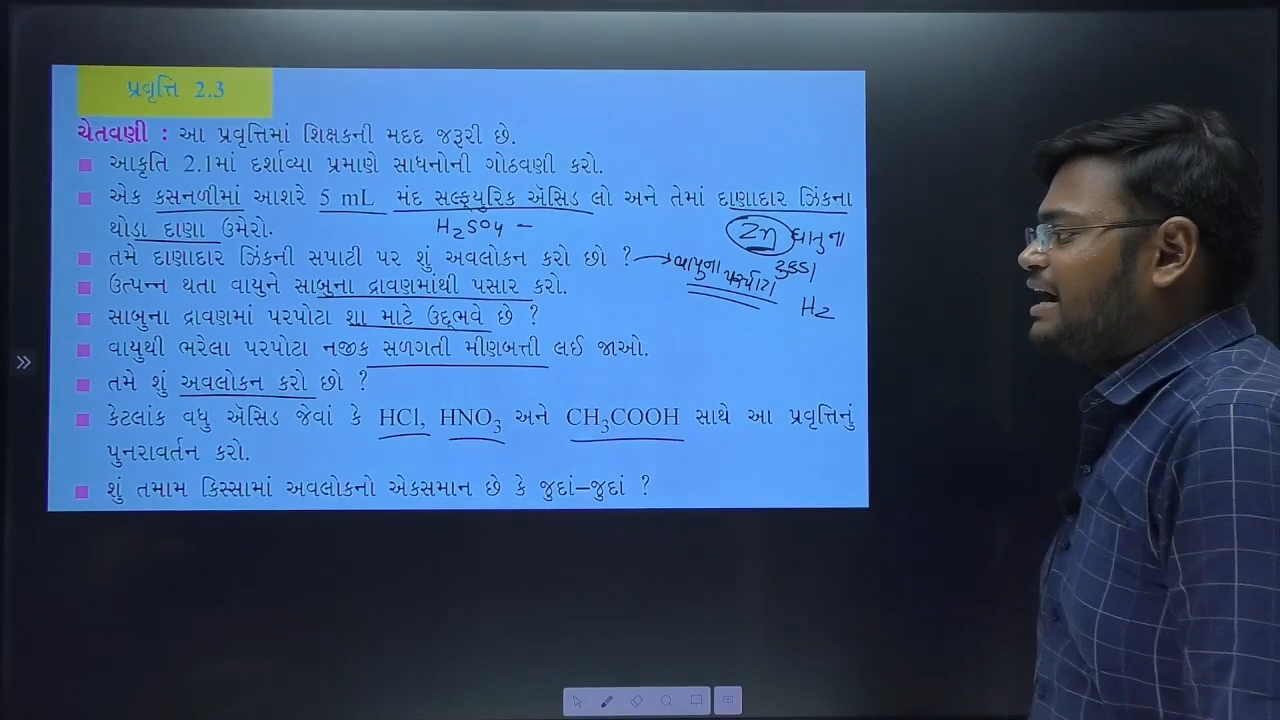 પ્રવૃત્તિ 2.3
ચેતવણી : આ પ્રવૃત્તિમાં શિક્ષકની મદદ જરૂરી છે.
આકૃતિ 2.1માં દર્શાવ્યા પ્રમાણે સાધનોની ગોઠવણી કરો.
એક કસનળીમાં આશરે 5 mL મંદ સલ્ફ્યુરિક ઍસિડ લો અને તેમાં દાણાદાર ઝિંકના
થોડા દાણા ઉમેરો.
H₂SO₄ –
Zn ધાતુના
ટુકડા
તમે દાણાદાર ઝિંકની સપાટી પર શું અવલોકન કરો છો ?
→ વાયુના પરપોટા
H₂
ઉત્પન્ન થતા વાયુને સાબુના દ્રાવણમાંથી પસાર કરો.
સાબુના દ્રાવણમાં પરપોટા શા માટે ઉદ્ભવે છે ?
વાયુથી ભરેલા પરપોટા નજીક સળગતી મીણબત્તી લઈ જાઓ.
તમે શું અવલોકન કરો છો ?
કેટલાંક વધુ ઍસિડ જેવાં કે HCl, HNO₃ અને CH₃COOH સાથે આ પ્રવૃત્તિનું
પુનરાવર્તન કરો.
શું તમામ કિસ્સામાં અવલોકનો એકસમાન છે કે જુદાં–જુદાં ?